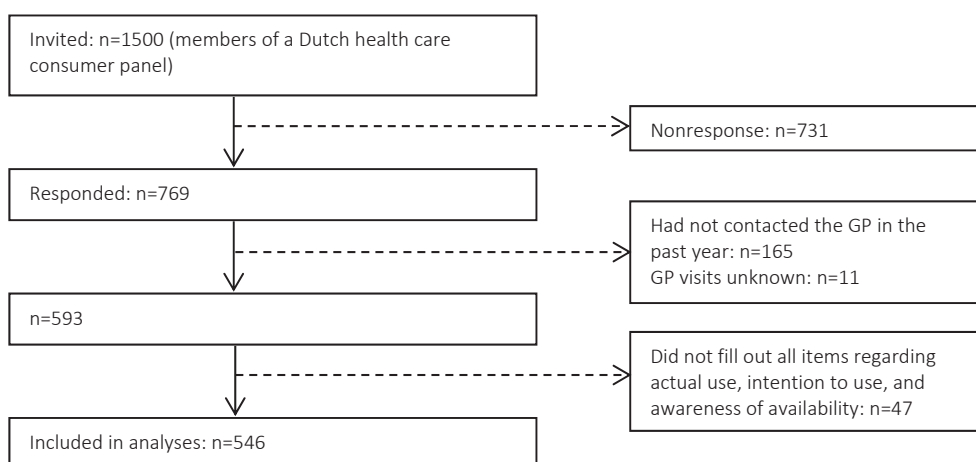 Invited: n=1500 (members of a Dutch health care
consumer panel)
Nonresponse: n=731
Responded: n=769
Had not contacted the GP in the
past year: n=165
GP visits unknown: n=11
n=593
Did not fill out all items regarding
actual use, intention to use, and
awareness of availability: n=47
Included in analyses: n=546